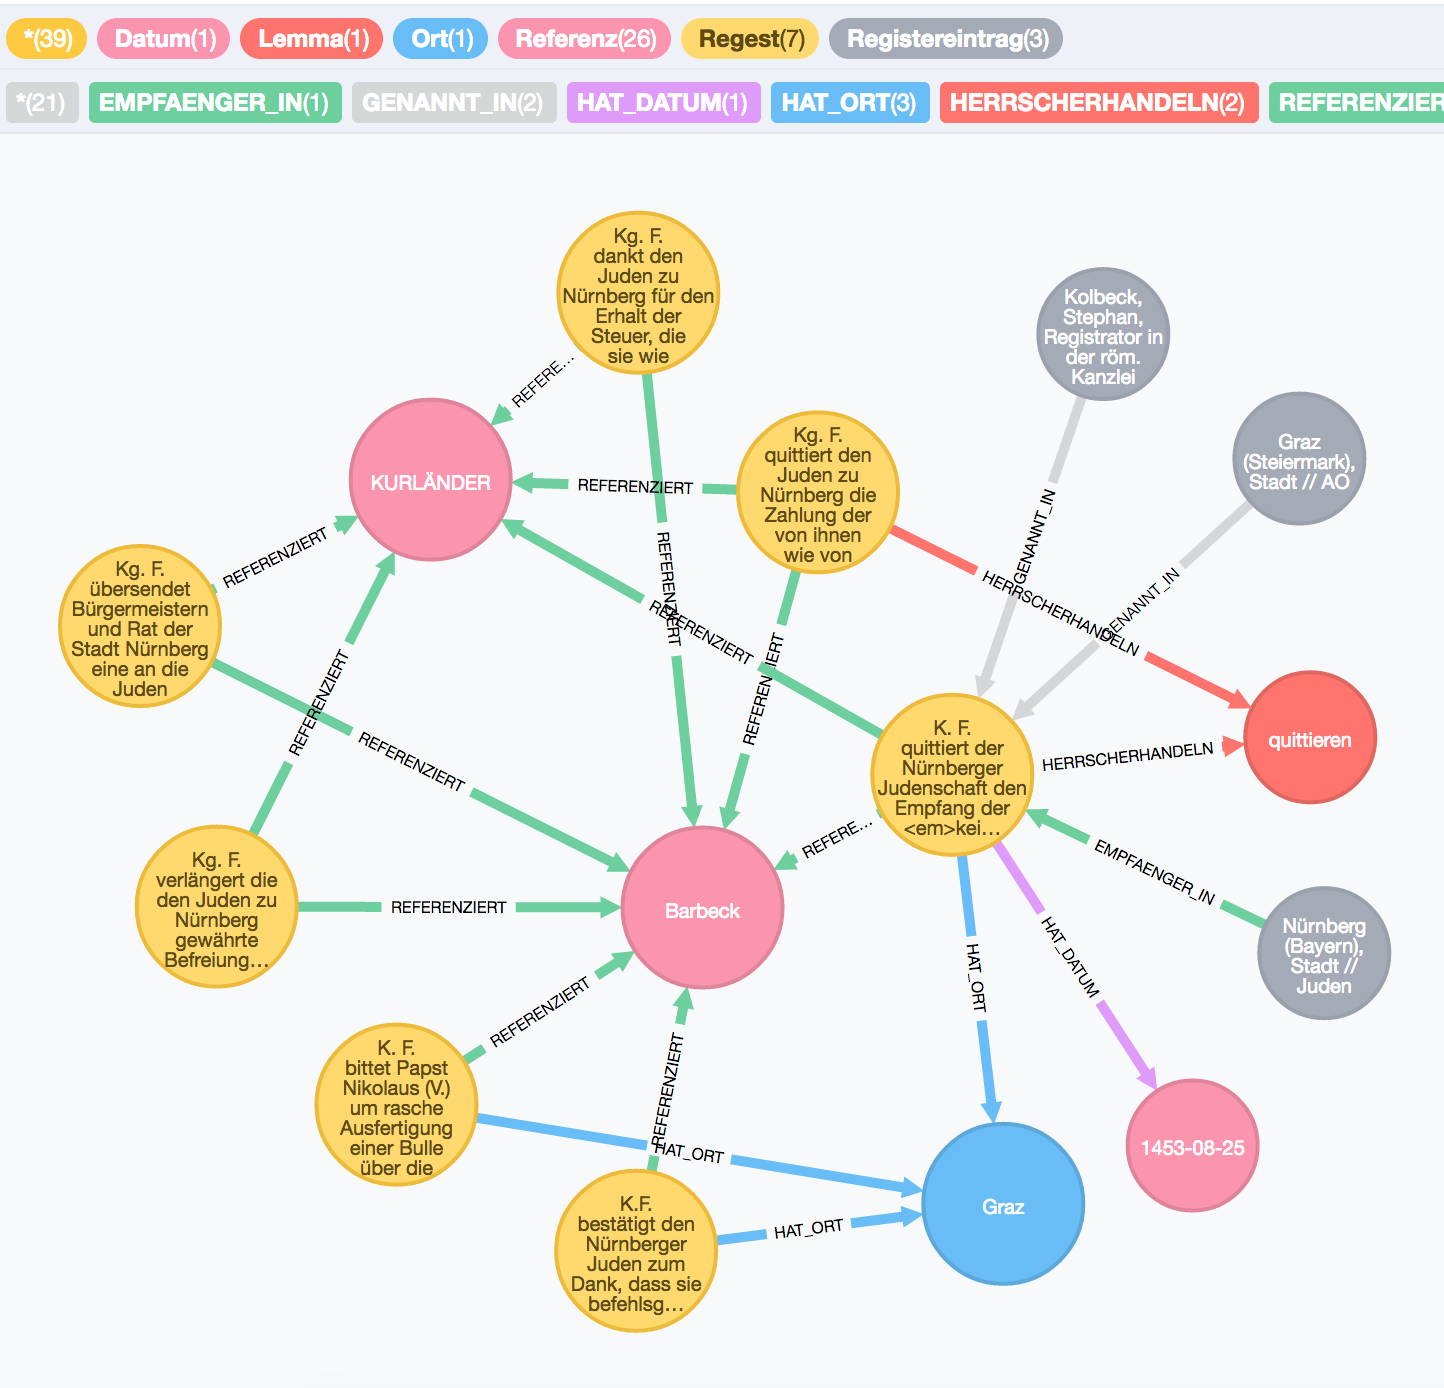 *(39) Datum(1) Lemma(1) Ort(1) Referenz(26) Regest(7) Registereintrag(3)
*(21) EMPFAENGER_IN(1) GENANNT_IN(2) HAT_DATUM(1) HAT_ORT(3) HERRSCHERHANDELN(2) REFERENZIER
Kg. F.
dankt den
Juden zu
Nürnberg für den
Erhalt der
Steuer, die
sie wie
Kolbeck,
Stephan,
Registrator in
der röm.
Kanzlei
REFERE...
KURLÄNDER
REFERENZIERT
Kg. F.
quittiert den
Juden zu
Nürnberg die
Zahlung der
von ihnen
wie von
Graz
(Steiermark),
Stadt // AO
GENANNT_IN
GENANNT_IN
HERRSCHERHANDELN
REFERENZIERT
REFERENZIERT
REFERENZIERT
REFERENZIERT
Kg. F.
übersendet
Bürgermeistern
und Rat der
Stadt Nürnberg
eine an die
Juden
REFERENZIERT
REFERENZIERT
K. F.
quittiert der
Nürnberger
Judenschaft den
Empfang der
<em>kei...
HERRSCHERHANDELN
quittieren
REFERE...
EMPFAENGER_IN
Kg. F.
verlängert die
den Juden zu
Nürnberg
gewährte
Befreiung...
REFERENZIERT
Barbeck
Nürnberg
(Bayern),
Stadt //
Juden
HAT_ORT
HAT_DATUM
REFERENZIERT
REFERENZIERT
K. F.
bittet Papst
Nikolaus (V.)
um rasche
Ausfertigung
einer Bulle
über die
HAT_ORT
1453-08-25
Graz
K.F.
bestätigt den
Nürnberger
Juden zum
Dank, dass sie
befehlsg...
HAT_ORT